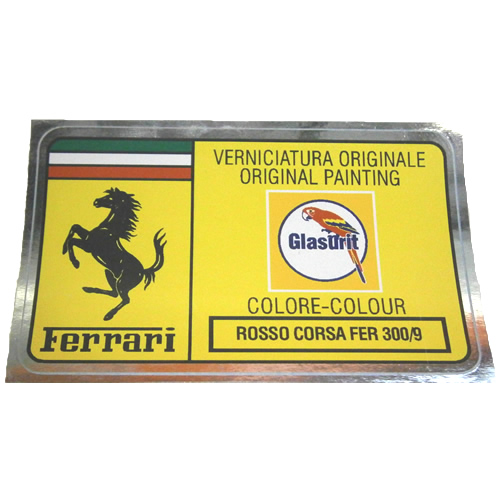 VERNICIATURA ORIGINALE
ORIGINAL PAINTING
Glasurit
COLORE-COLOUR
ROSSO CORSA FER 300/9
Ferrari